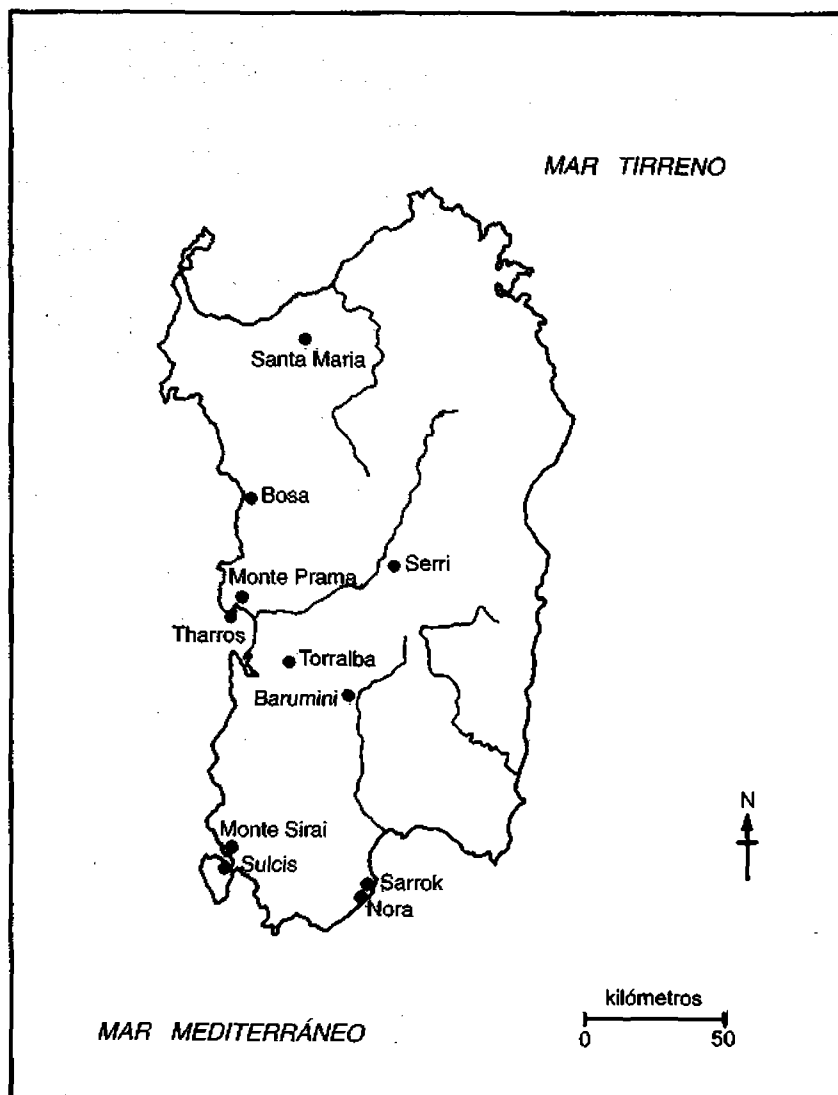 MAR TIRRENO
Santa Maria
Bosa
Serri
Monte Prama
Tharros
Torralba
Barumini
N
Monte Sirai
Sulcis
Sarrok
Nora
kilómetros
0 50
MAR MEDITERRÁNEO